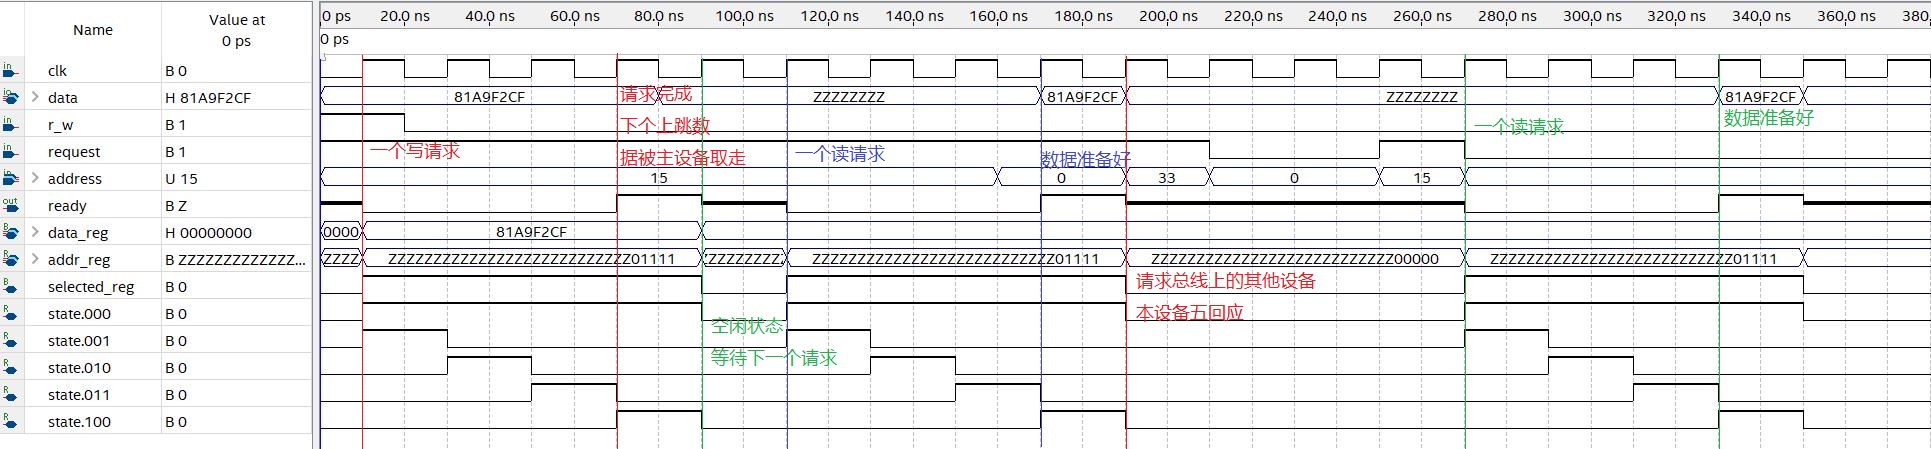 Name
Value at
0 ps
0 ps 20.0 ns 40.0 ns 60.0 ns 80.0 ns 100.0 ns 120.0 ns 140.0 ns 160.0 ns 180.0 ns 200.0 ns 220.0 ns 240.0 ns 260.0 ns 280.0 ns 300.0 ns 320.0 ns 340.0 ns 360.0 ns 380.
0 ps
clk B 0
data H 81A9F2CF 81A9F2CF 请求完成 ZZZZZZZZ 81A9F2CF ZZZZZZZZ 81A9F2CF
r_w B 1 下个上跳数 一个读请求 数据准备好
request B 1 一个写请求 据被主设备取走 一个读请求 数据准备好
address U 15 15 0 33 0 15
ready B Z
data_reg H 00000000 0000 81A9F2CF
addr_reg B ZZZZZZZZZZZZZ... ZZZZ ZZZZZZZZZZZZZZZZZZZZZZZZZZZ01111 ZZZZZZZZZ ZZZZZZZZZZZZZZZZZZZZZZZZZZZ01111 ZZZZZZZZZZZZZZZZZZZZZZZZZZZ00000 ZZZZZZZZZZZZZZZZZZZZZZZZZZZ01111
selected_reg B 0 请求总线上的其他设备
state.000 B 0 本设备五回应
state.001 B 0 空闲状态
state.010 B 0 等待下一个请求
state.011 B 0
state.100 B 0